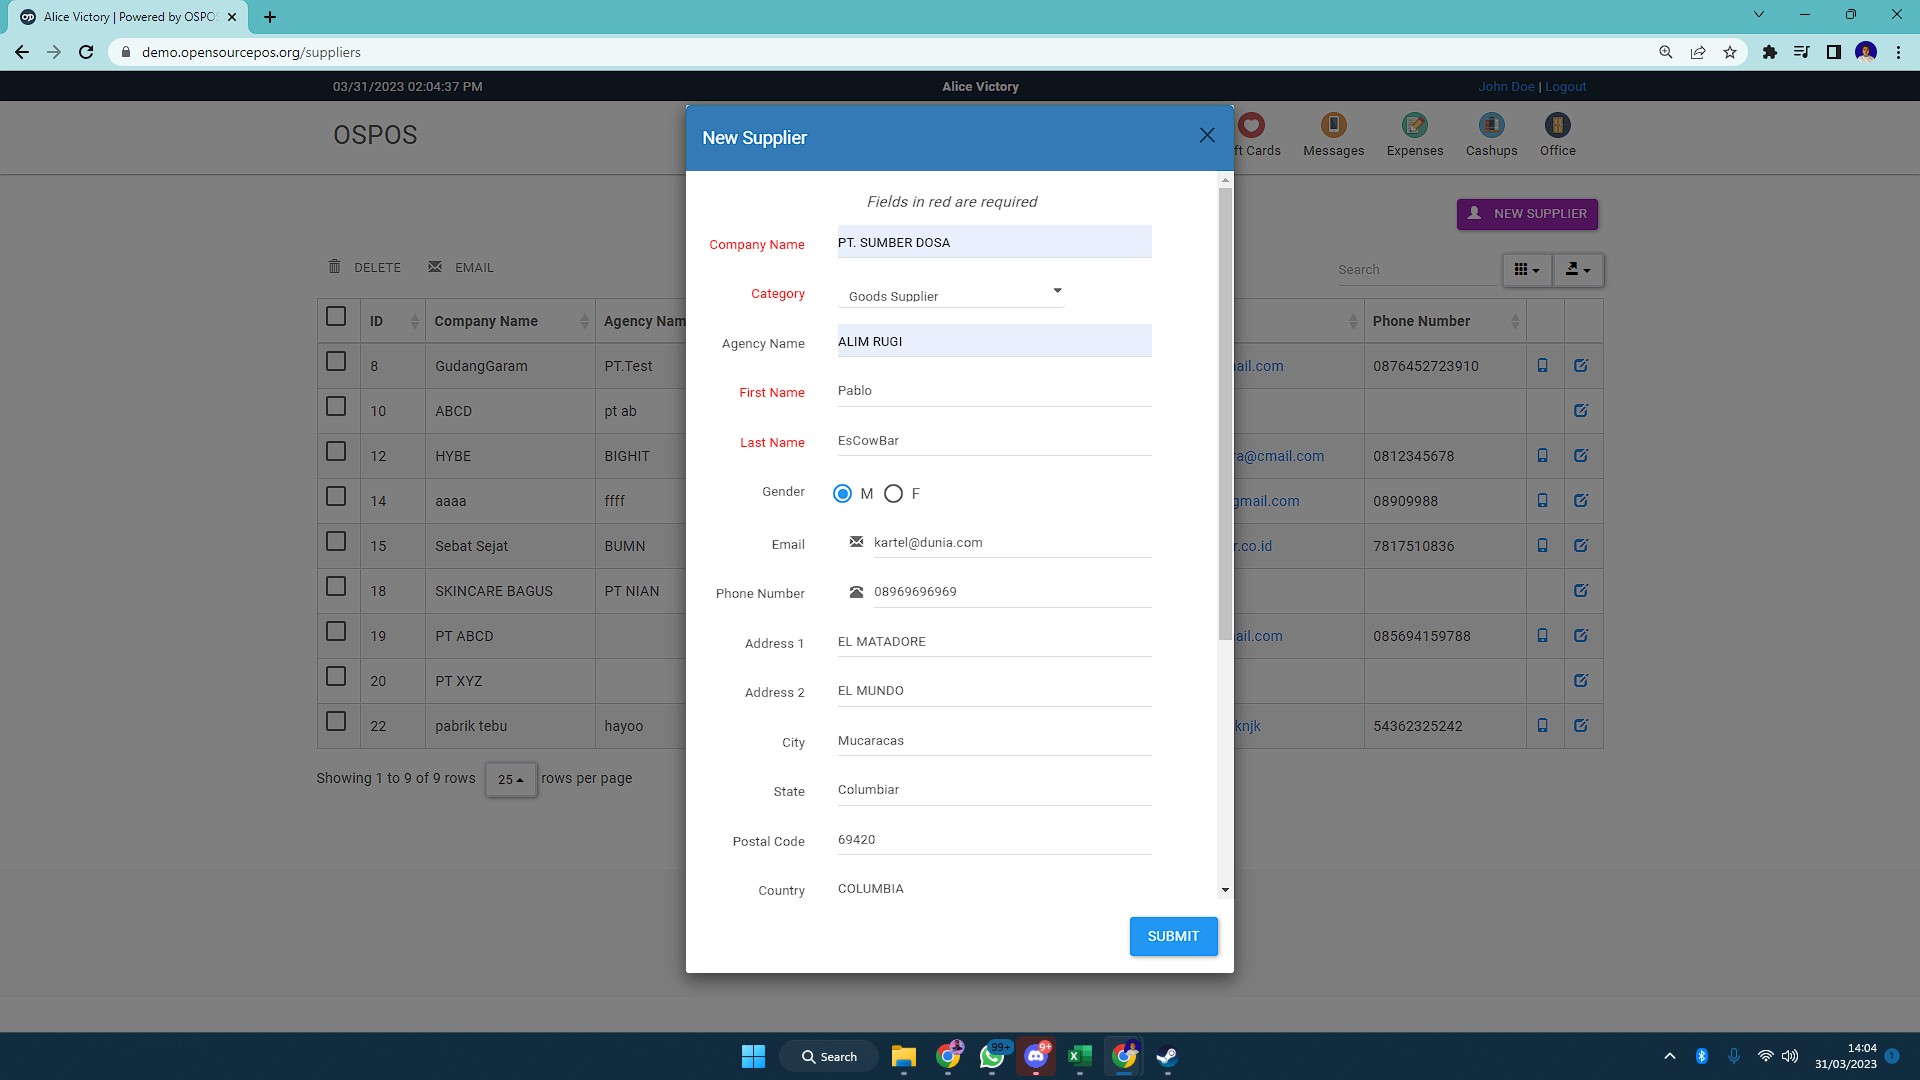 Alice Victory | Powered by OSPO
demo.opensourcepos.org/suppliers
03/31/2023 02:04:37 PM
Alice Victory
John Doe | Logout
OSPOS
ft Cards
Messages
Expenses
Cashups
Office
New Supplier
NEW SUPPLIER
DELETE
EMAIL
Search
ID
Company Name
Agency Nam
Phone Number
8 GudangGaram PT.Test ail.com 0876452723910
10 ABCD pt ab
12 HYBE BIGHIT ra@cmail.com 0812345678
14 aaaa ffff gmail.com 08909988
15 Sebat Sejat BUMN r.co.id 7817510836
18 SKINCARE BAGUS PT NIAN
19 PT ABCD ail.com 085694159788
20 PT XYZ
22 pabrik tebu hayoo knjk 54362325242
Showing 1 to 9 of 9 rows 25 rows per page
Fields in red are required
Company Name PT. SUMBER DOSA
Category Goods Supplier
Agency Name ALIM RUGI
First Name Pablo
Last Name EsCowBar
Gender M F
Email kartel@dunia.com
Phone Number 08969696969
Address 1 EL MATADORE
Address 2 EL MUNDO
City Mucaracas
State Columbiar
Postal Code 69420
Country COLUMBIA
SUBMIT
Search
99+
9+
14:04
31/03/2023
1